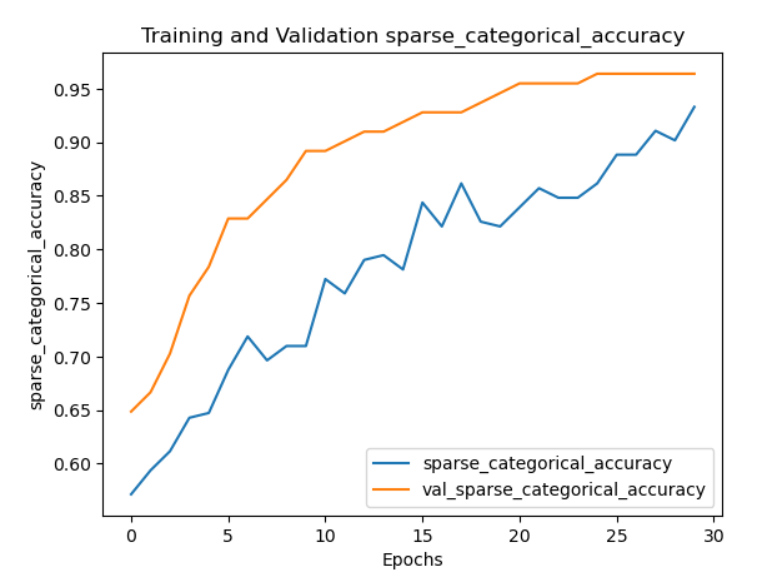 Training and Validation sparse_categorical_accuracy
sparse_categorical_accuracy
0.95
0.90
0.85
0.80
0.75
0.70
0.65
0.60
sparse_categorical_accuracy
val_sparse_categorical_accuracy
0 5 10 15 20 25 30
Epochs